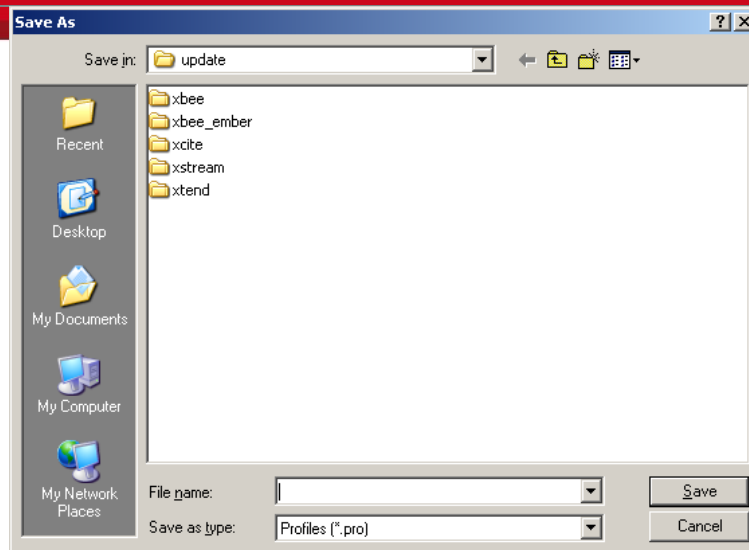 Save As
Save in: update
xbee
xbee_ember
xcite
xstream
xtend
Recent
Desktop
My Documents
My Computer
My Network
Places
File name:
Save
Save as type: Profiles (*.pro)
Cancel